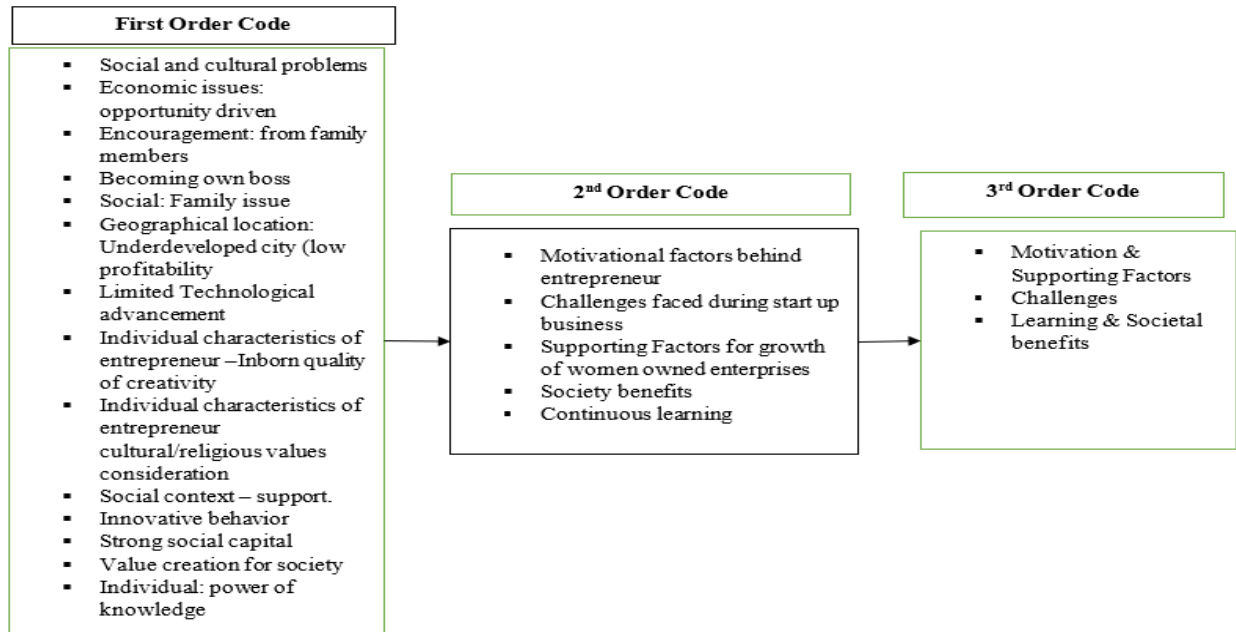 First Order Code
▪ Social and cultural problems
▪ Economic issues:
opportunity driven
▪ Encouragement: from family
members
▪ Becoming own boss
▪ Social: Family issue
▪ Geographical location:
Underdeveloped city (low
profitability
▪ Limited Technological
advancement
▪ Individual characteristics of
entrepreneur –Inborn quality
of creativity
▪ Individual characteristics of
entrepreneur
cultural/religious values
consideration
▪ Social context – support.
▪ Innovative behavior
▪ Strong social capital
▪ Value creation for society
▪ Individual: power of
knowledge
2nd Order Code
▪ Motivational factors behind
entrepreneur
▪ Challenges faced during start up
business
▪ Supporting Factors for growth
of women owned enterprises
▪ Society benefits
▪ Continuous learning
3rd Order Code
▪ Motivation &
Supporting Factors
▪ Challenges
▪ Learning & Societal
benefits